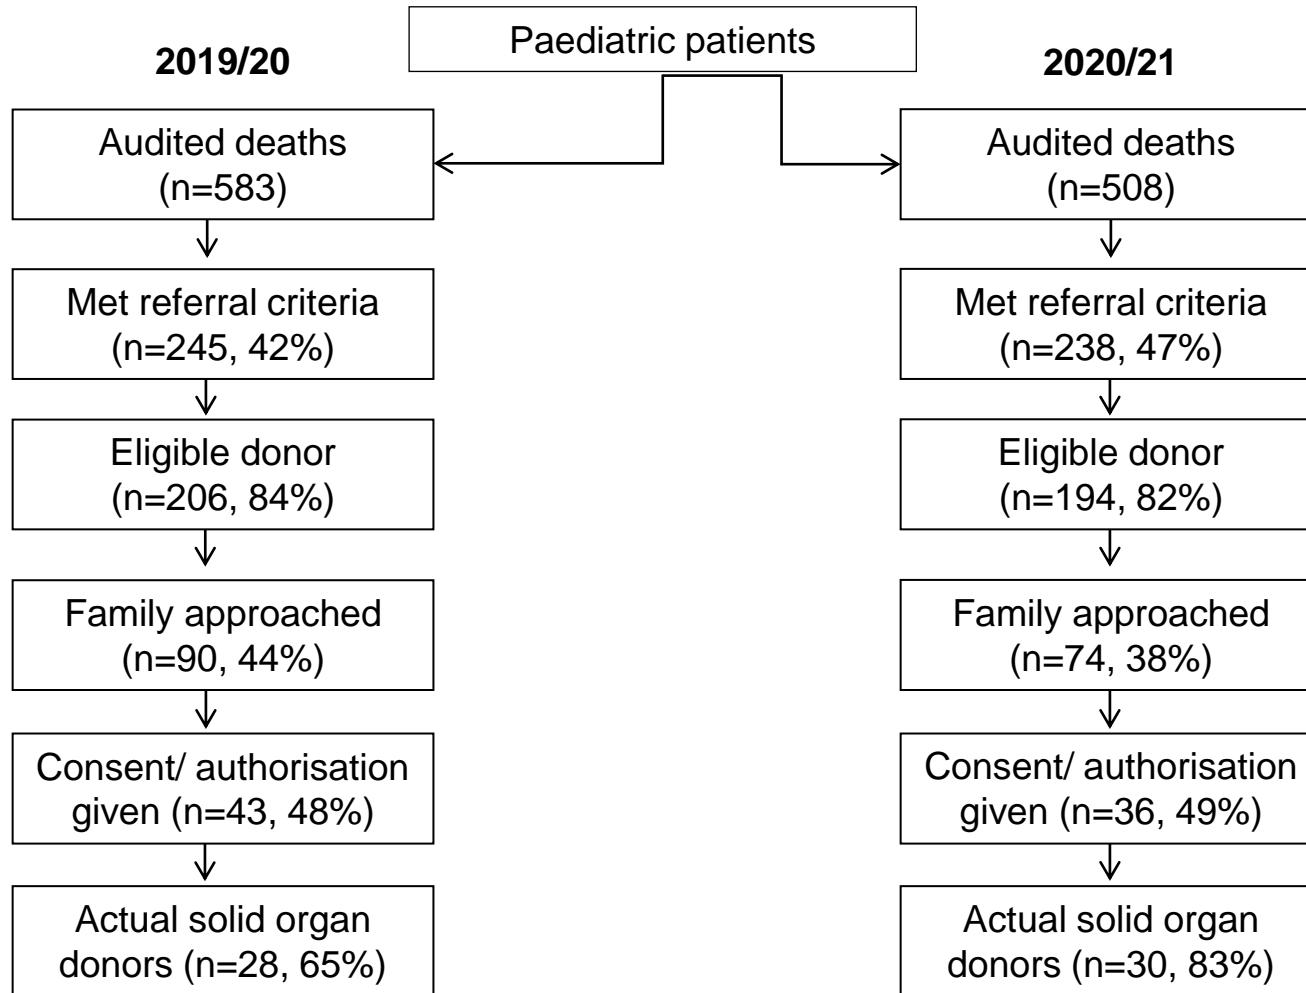 Paediatric patients
2019/20
Audited deaths
(n=583)
Met referral criteria
(n=245, 42%)
Eligible donor
(n=206, 84%)
Family approached
(n=90, 44%)
Consent/ authorisation
given (n=43, 48%)
Actual solid organ
donors (n=28, 65%)
2020/21
Audited deaths
(n=508)
Met referral criteria
(n=238, 47%)
Eligible donor
(n=194, 82%)
Family approached
(n=74, 38%)
Consent/ authorisation
given (n=36, 49%)
Actual solid organ
donors (n=30, 83%)